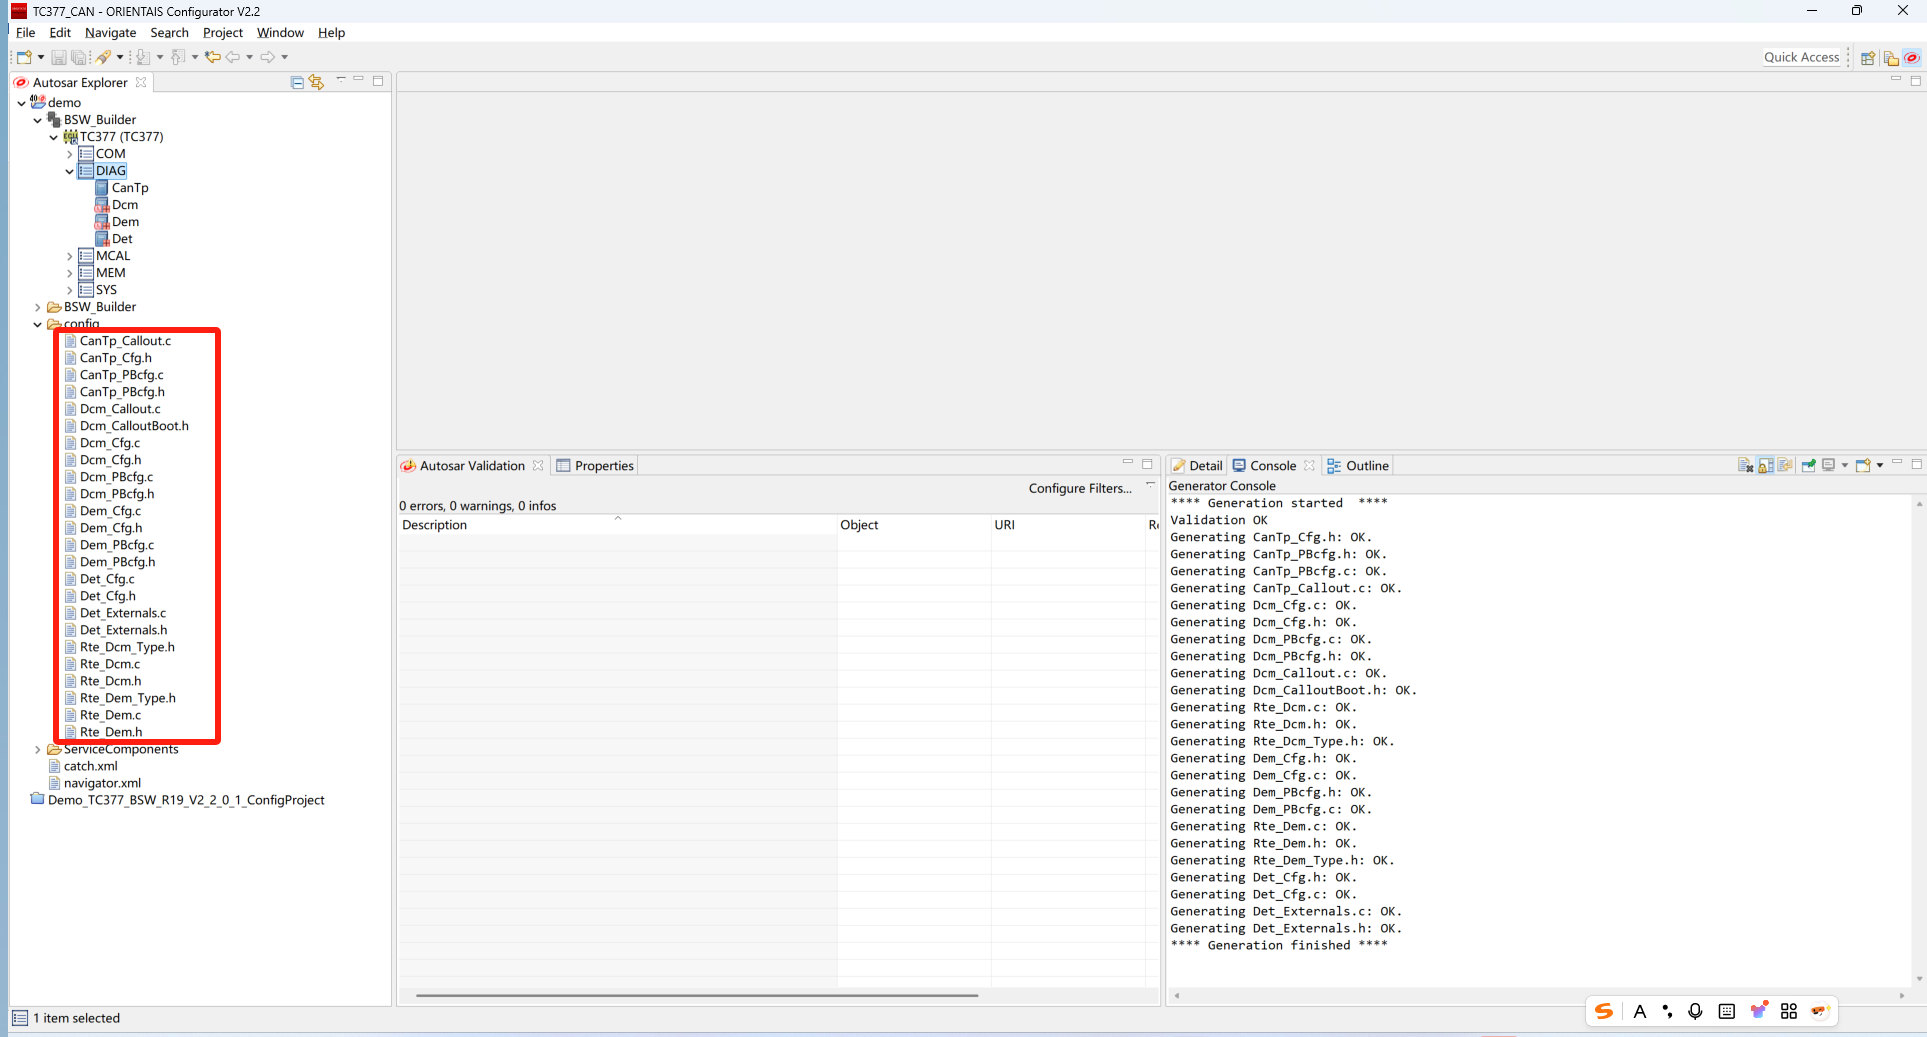 TC377_CAN - ORIENTAIS Configurator V2.2
File Edit Navigate Search Project Window Help
Quick Access
Autosar Explorer
demo
BSW_Builder
TC377 (TC377)
COM
DIAG
CanTp
Dcm
Dem
Det
MCAL
MEM
SYS
BSW_Builder
config
CanTp_Callout.c
CanTp_Cfg.h
CanTp_PBcfg.c
CanTp_PBcfg.h
Dcm_Callout.c
Dcm_CalloutBoot.h
Dcm_Cfg.c
Dcm_Cfg.h
Dcm_PBcfg.c
Dcm_PBcfg.h
Dem_Cfg.c
Dem_Cfg.h
Dem_PBcfg.c
Dem_PBcfg.h
Det_Cfg.c
Det_Cfg.h
Det_Externals.c
Det_Externals.h
Rte_Dcm_Type.h
Rte_Dcm.c
Rte_Dcm.h
Rte_Dem_Type.h
Rte_Dem.c
Rte_Dem.h
ServiceComponents
catch.xml
navigator.xml
Demo_TC377_BSW_R19_V2_2_0_1_ConfigProject
Autosar Validation Properties
Configure Filters...
0 errors, 0 warnings, 0 infos
Description Object URI
Detail Console Outline
Generator Console
**** Generation started ****
Validation OK
Generating CanTp_Cfg.h: OK.
Generating CanTp_PBcfg.h: OK.
Generating CanTp_PBcfg.c: OK.
Generating CanTp_Callout.c: OK.
Generating Dcm_Cfg.c: OK.
Generating Dcm_Cfg.h: OK.
Generating Dcm_PBcfg.c: OK.
Generating Dcm_PBcfg.h: OK.
Generating Dcm_Callout.c: OK.
Generating Dcm_CalloutBoot.h: OK.
Generating Rte_Dcm.c: OK.
Generating Rte_Dcm.h: OK.
Generating Rte_Dcm_Type.h: OK.
Generating Dem_Cfg.h: OK.
Generating Dem_Cfg.c: OK.
Generating Dem_PBcfg.h: OK.
Generating Dem_PBcfg.c: OK.
Generating Rte_Dem.c: OK.
Generating Rte_Dem.h: OK.
Generating Rte_Dem_Type.h: OK.
Generating Det_Cfg.h: OK.
Generating Det_Cfg.c: OK.
Generating Det_Externals.c: OK.
Generating Det_Externals.h: OK.
**** Generation finished ****
1 item selected
A